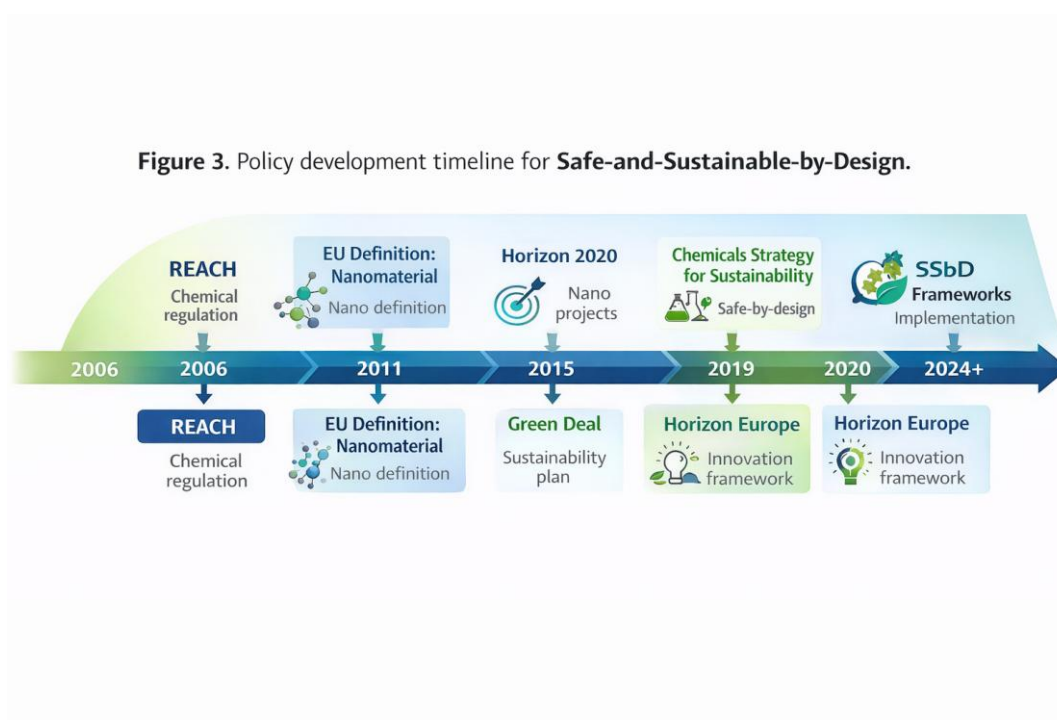 Figure 3. Policy development timeline for Safe-and-Sustainable-by-Design.
REACH
Chemical
regulation
EU Definition:
Nanomaterial
Nano definition
Horizon 2020
Nano
projects
Chemicals Strategy
for Sustainability
Safe-by-design
SSbD
Frameworks
Implementation
2006 2006 2011 2015 2019 2020 2024+
REACH
Chemical
regulation
EU Definition:
Nanomaterial
Nano definition
Green Deal
Sustainability
plan
Horizon Europe
Innovation
framework
Horizon Europe
Innovation
framework